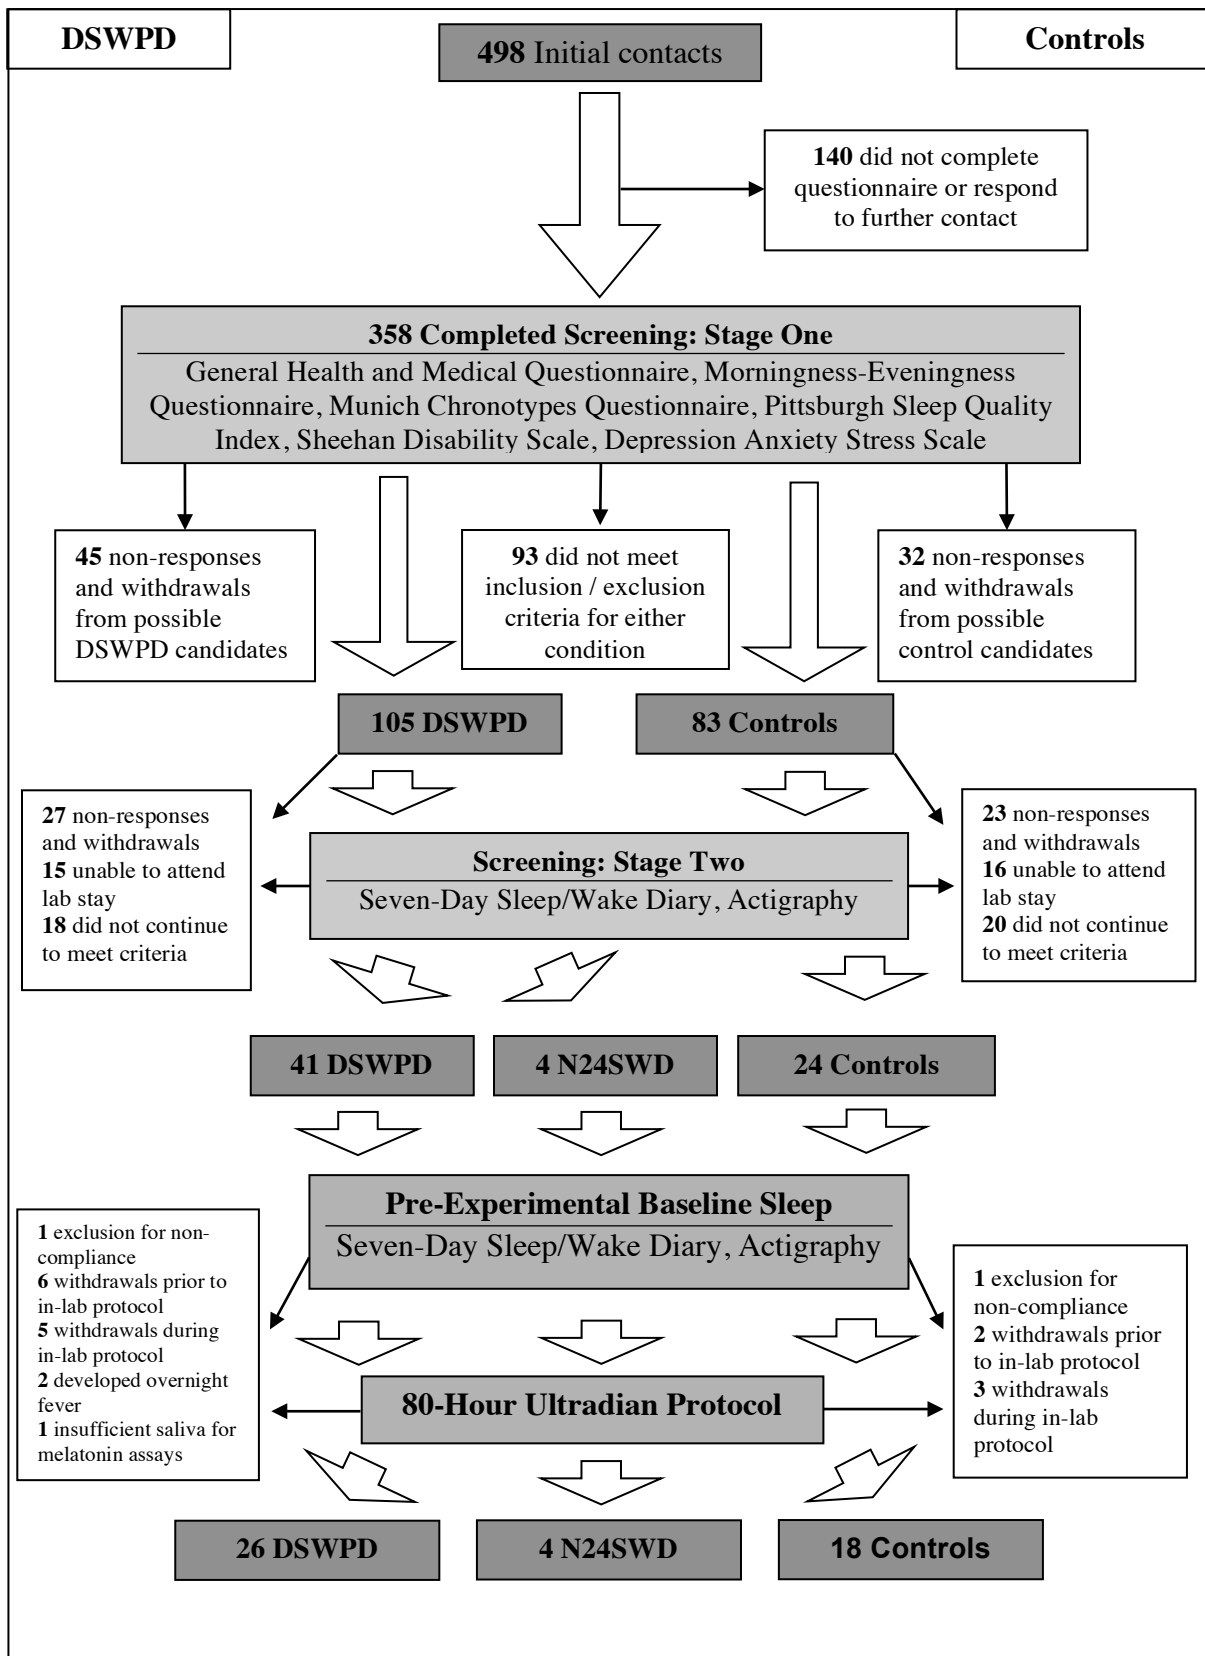 DSWPD
498 Initial contacts
Controls
140 did not complete
questionnaire or respond
to further contact
358 Completed Screening: Stage One
General Health and Medical Questionnaire, Morningness-Eveningness
Questionnaire, Munich Chronotypes Questionnaire, Pittsburgh Sleep Quality
Index, Sheehan Disability Scale, Depression Anxiety Stress Scale
45 non-responses
and withdrawals
from possible
DSWPD candidates
93 did not meet
inclusion / exclusion
criteria for either
condition
32 non-responses
and withdrawals
from possible
control candidates
105 DSWPD
83 Controls
27 non-responses
and withdrawals
15 unable to attend
lab stay
18 did not continue
to meet criteria
Screening: Stage Two
Seven-Day Sleep/Wake Diary, Actigraphy
23 non-responses
and withdrawals
16 unable to attend
lab stay
20 did not continue
to meet criteria
41 DSWPD
4 N24SWD
24 Controls
Pre-Experimental Baseline Sleep
Seven-Day Sleep/Wake Diary, Actigraphy
1 exclusion for non-
compliance
6 withdrawals prior to
in-lab protocol
5 withdrawals during
in-lab protocol
2 developed overnight
fever
1 insufficient saliva for
melatonin assays
1 exclusion for
non-compliance
2 withdrawals prior
to in-lab protocol
3 withdrawals
during in-lab
protocol
80-Hour Ultradian Protocol
26 DSWPD
4 N24SWD
18 Controls